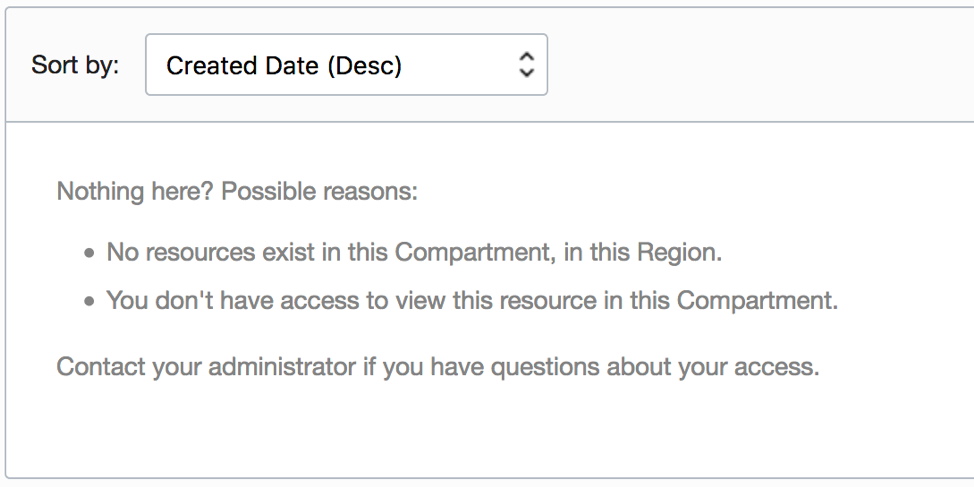 Sort by: Created Date (Desc)
Nothing here? Possible reasons:
No resources exist in this Compartment, in this Region.
You don't have access to view this resource in this Compartment.
Contact your administrator if you have questions about your access.